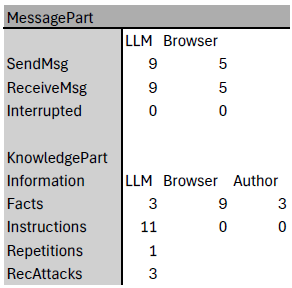 MessagePart
LLM Browser
SendMsg 9 5
ReceiveMsg 9 5
Interrupted 0 0
KnowledgePart
Information LLM Browser Author
Facts 3 9 3
Instructions 11 0 0
Repetitions 1
RecAttacks 3